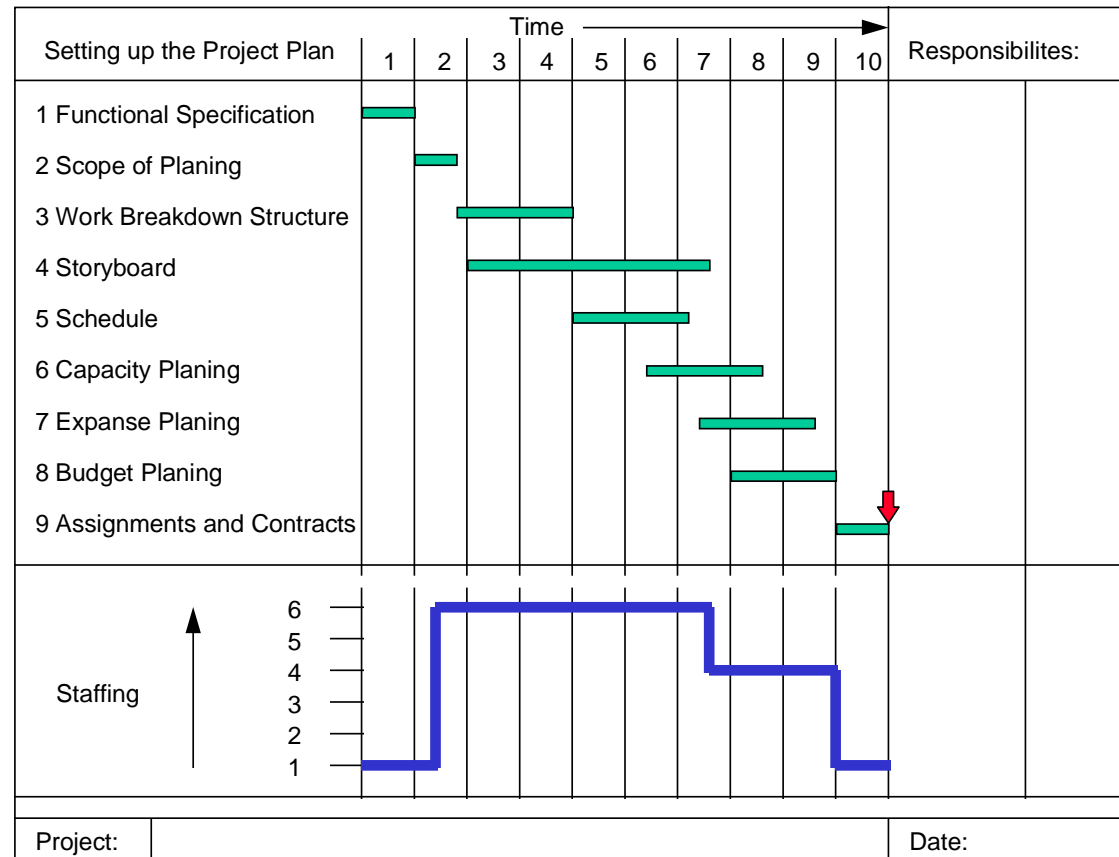 Time
Setting up the Project Plan
1 2 3 4 5 6 7 8 9 10
Responsibilites:
1 Functional Specification
2 Scope of Planing
3 Work Breakdown Structure
4 Storyboard
5 Schedule
6 Capacity Planing
7 Expanse Planing
8 Budget Planing
9 Assignments and Contracts
Staffing
6
5
4
3
2
1
Project:
Date: